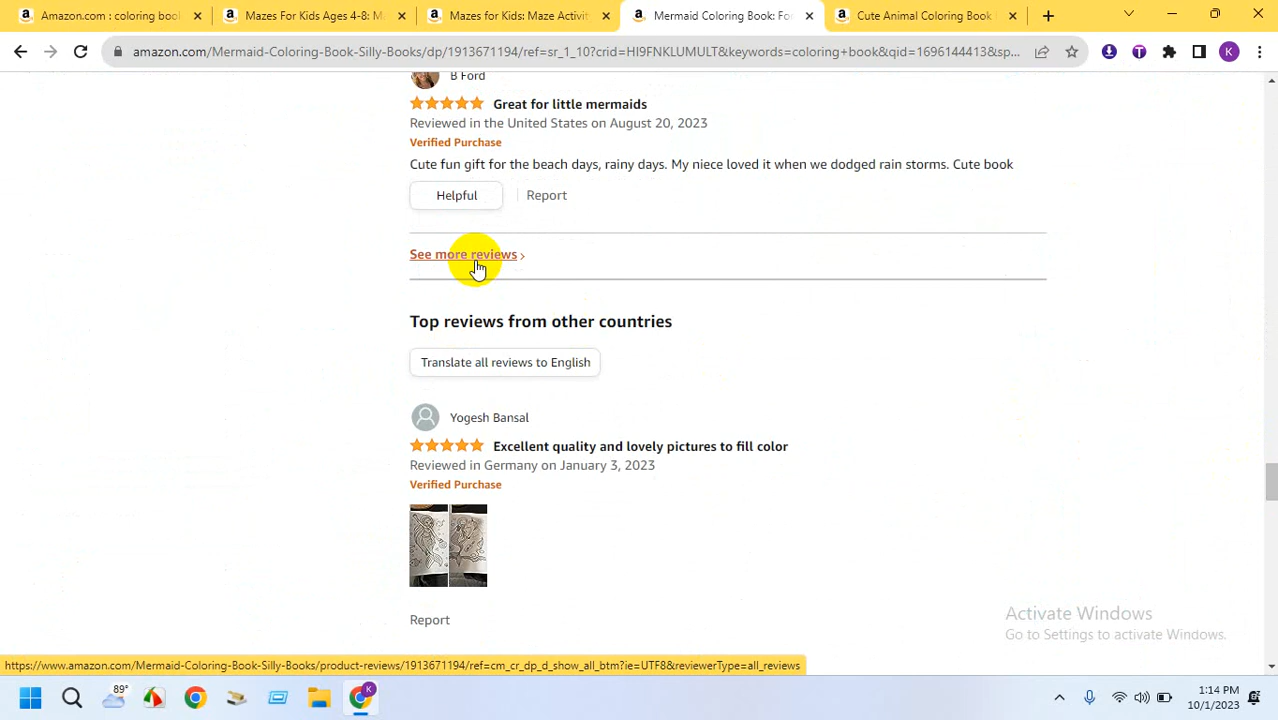 Amazon.com : coloring bool
Mazes For Kids Ages 4-8: M
Mazes for Kids: Maze Activit
Mermaid Coloring Book: Fo
Cute Animal Coloring Book
amazon.com/Mermaid-Coloring-Book-Silly-Books/dp/1913671194/ref=sr_1_10?crid=HI9FNKLUMULT&keywords=coloring+book&qid=1696144413&sp...
K
B Ford
Great for little mermaids
Reviewed in the United States on August 20, 2023
Verified Purchase
Cute fun gift for the beach days, rainy days. My niece loved it when we dodged rain storms. Cute book
Helpful
Report
See more reviews ›
Top reviews from other countries
Translate all reviews to English
Yogesh Bansal
Excellent quality and lovely pictures to fill color
Reviewed in Germany on January 3, 2023
Verified Purchase
Report
Activate Windows
Go to Settings to activate Windows.
https://www.amazon.com/Mermaid-Coloring-Book-Silly-Books/product-reviews/1913671194/ref=cm_cr_dp_d_show_all_btm?ie=UTF8&reviewerType=all_reviews
89°
K
1:14 PM
10/1/2023